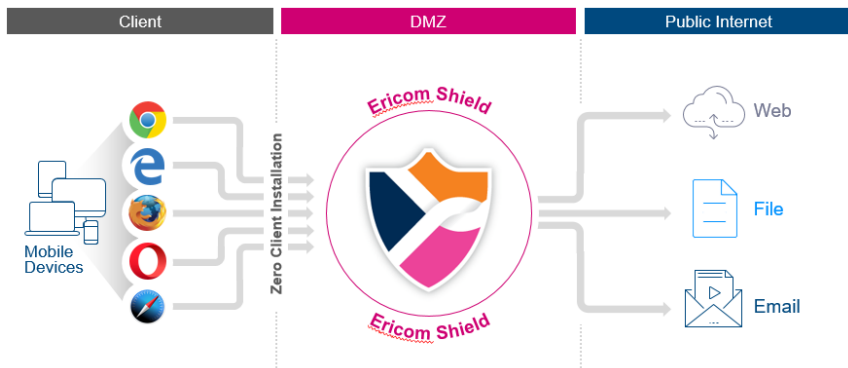 Client
DMZ
Public Internet
Ericom Shield
Zero Client Installation
Mobile
Devices
Web
File
Email
Ericom Shield